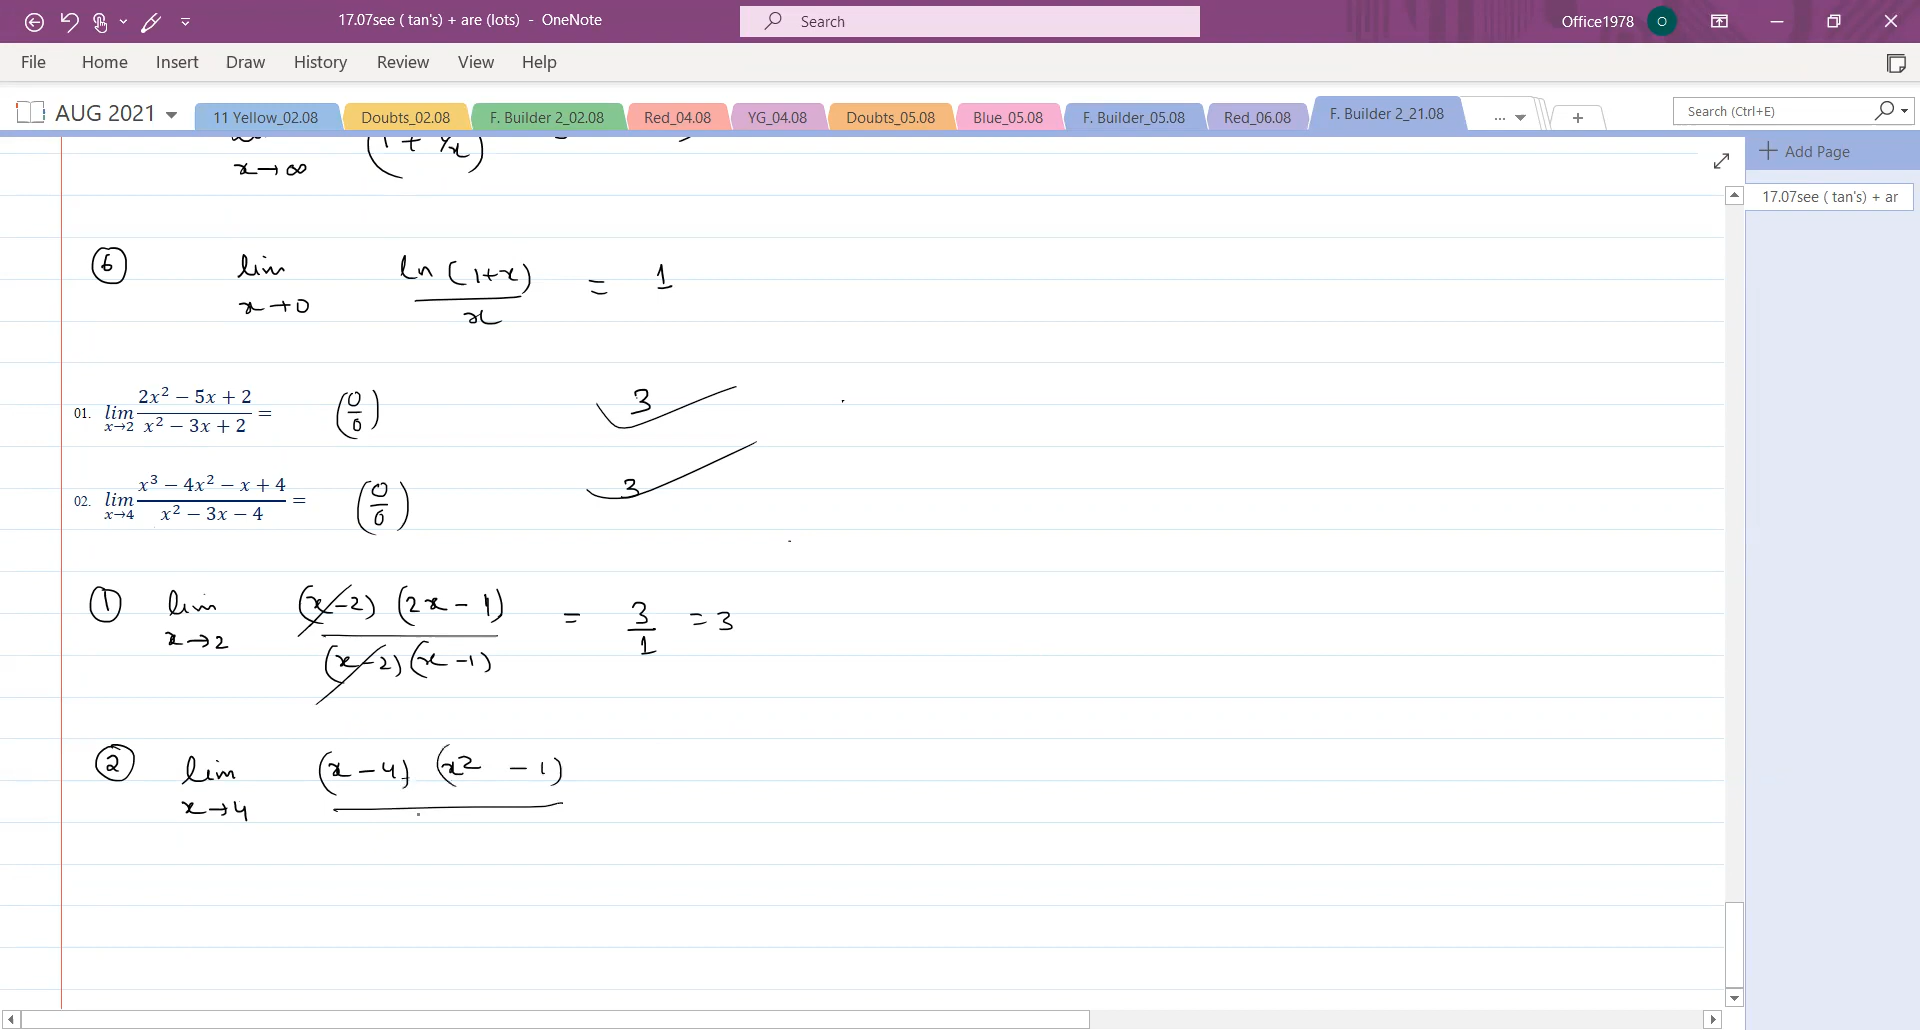 17.07see ( tan's) + are (lots) - OneNote
Search
Office1978
O
File Home Insert Draw History Review View Help
AUG 2021
11 Yellow_02.08
Doubts_02.08
F. Builder 2_02.08
Red_04.08
YG_04.08
Doubts_05.08
Blue_05.08
F. Builder_05.08
Red_06.08
F. Builder 2_21.08
...
+
Search (Ctrl+E)
Add Page
17.07see ( tan's) + ar
(1 + 1/x)
x→∞
6 lim x→0 ln (1+x) / x = 1
01. lim x→2 2x² − 5x + 2 / x² − 3x + 2 = (0/0) 3
02. lim x→4 x³ − 4x² − x + 4 / x² − 3x − 4 = (0/0) 3
1 lim x→2 (x-2) (2x-1) / (x-2) (x-1) = 3/1 = 3
2 lim x→4 (x-4) (x² -1)